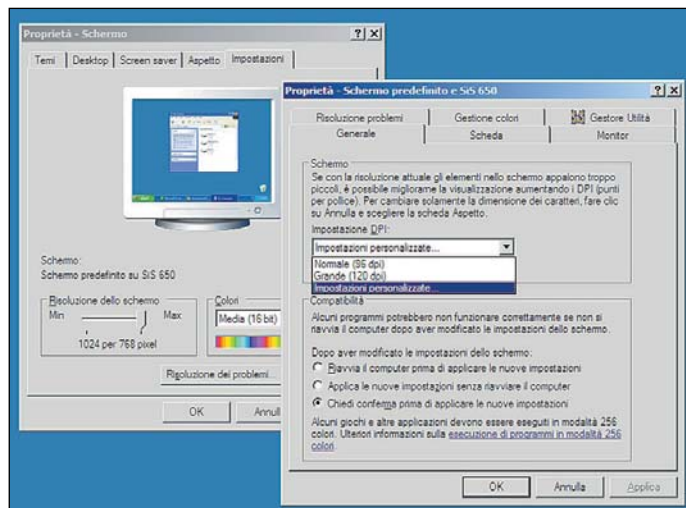 Proprietà - Schermo
Temi Desktop Screen saver Aspetto Impostazioni
Schermo:
Schermo predefinito su SiS 650
Risoluzione dello schermo
Min Max
1024 per 768 pixel
Colori
Media (16 bit)
Risoluzione dei problemi...
OK Annul
Proprietà - Schermo predefinito e SiS 650
Risoluzione problemi Gestione colori Gestore Utilità
Generale Scheda Monitor
Schermo
Se con la risoluzione attuale gli elementi nello schermo appaiono troppo
piccoli, è possibile migliorarne la visualizzazione aumentando i DPI (punti
per pollice). Per cambiare solamente la dimensione dei caratteri, fare clic
su Annulla e scegliere la scheda Aspetto.
Impostazione DPI:
Impostazioni personalizzate...
Normale (96 dpi)
Grande (120 dpi)
Impostazioni personalizzate...
Compatibilità
Alcuni programmi potrebbero non funzionare correttamente se non si
riavvia il computer dopo aver modificato le impostazioni dello schermo.
Dopo aver modificato le impostazioni dello schermo:
Riavvia il computer prima di applicare le nuove impostazioni
Applica le nuove impostazioni senza riavviare il computer
Chiedi conferma prima di applicare le nuove impostazioni
Alcuni giochi e altre applicazioni devono essere eseguiti in modalità 256
colori. Ulteriori informazioni sulla esecuzione di programmi in modalità 256
colori.
OK Annulla Applica